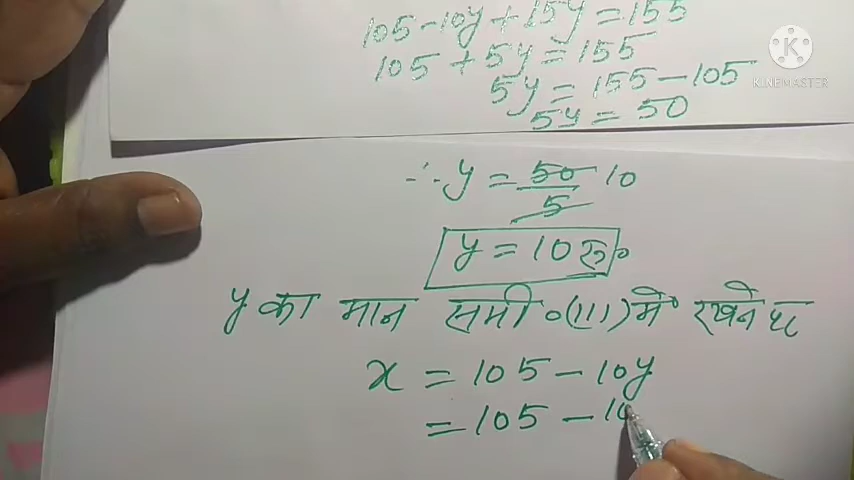 105-10y+15y=155
105+5y=155
5y=155-105
5y=50
K
KINEMASTER
∴ y = 50/5 10
y = 10 रू०
y का मान समी०(III) में रखने पर
x = 105-10y
= 105-10